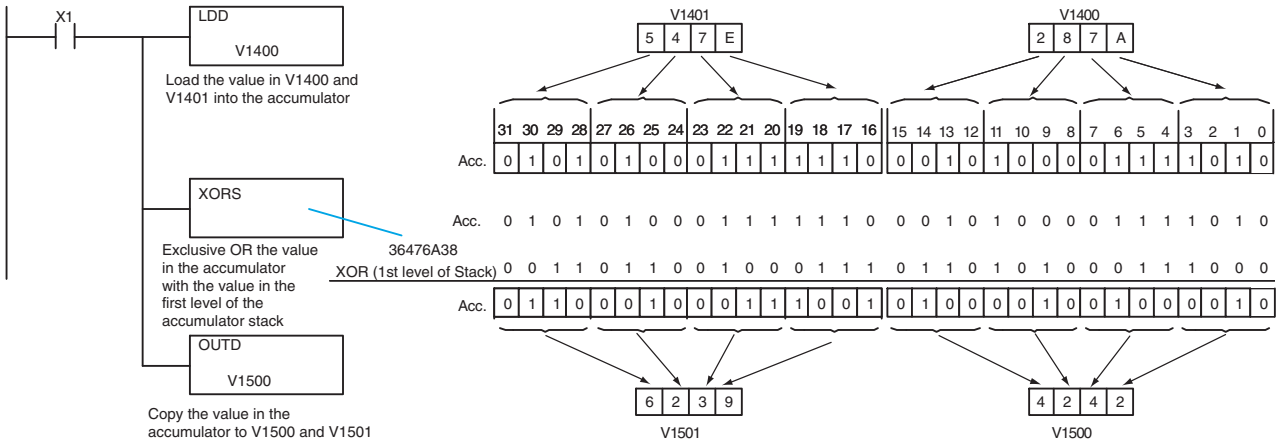 X1
LDD
V1400
Load the value in V1400 and
V1401 into the accumulator
XORS
Exclusive OR the value
in the accumulator
with the value in the
first level of the
accumulator stack
OUTD
V1500
Copy the value in the
accumulator to V1500 and V1501
V1401
5 4 7 E
V1400
2 8 7 A
31 30 29 28 27 26 25 24 23 22 21 20 19 18 17 16 15 14 13 12 11 10 9 8 7 6 5 4 3 2 1 0
Acc. 0 1 0 1 0 1 0 0 0 1 1 1 1 1 1 0 0 0 1 0 1 0 0 0 0 1 1 1 1 0 1 0
Acc. 0 1 0 1 0 1 0 0 0 1 1 1 1 1 1 0 0 0 1 0 1 0 0 0 0 1 1 1 1 0 1 0
36476A38
XOR (1st level of Stack) 0 0 1 1 0 1 1 0 0 1 0 0 0 1 1 1 0 1 1 0 1 0 1 0 0 0 1 1 1 0 0 0
Acc. 0 1 1 0 0 0 1 0 0 0 1 1 1 0 0 1 0 1 0 0 0 0 1 0 0 1 0 0 0 0 1 0
6 2 3 9
V1501
4 2 4 2
V1500